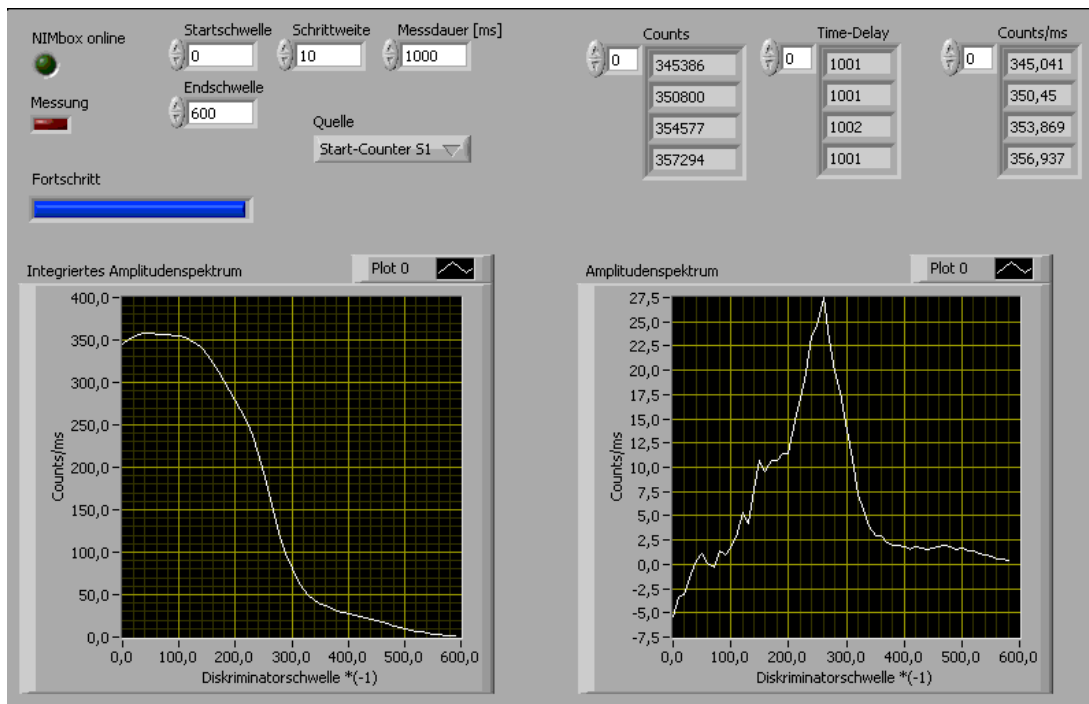 NIMbox online
Startschwelle
0
Schrittweite
10
Messdauer [ms]
1000
Messung
Endschwelle
600
Quelle
Start-Counter S1
Fortschritt
Counts
0
345386
350800
354577
357294
Time-Delay
0
1001
1001
1002
1001
Counts/ms
0
345,041
350,45
353,869
356,937
Integriertes Amplitudenspektrum
Plot 0
400,0
350,0
300,0
250,0
200,0
150,0
100,0
50,0
0,0
Counts/ms
0,0 100,0 200,0 300,0 400,0 500,0 600,0
Diskriminatorschwelle *(-1)
Amplitudenspektrum
Plot 0
27,5
25,0
22,5
20,0
17,5
15,0
12,5
10,0
7,5
5,0
2,5
0,0
-2,5
-5,0
-7,5
Counts/ms
0,0 100,0 200,0 300,0 400,0 500,0 600,0
Diskriminatorschwelle *(-1)